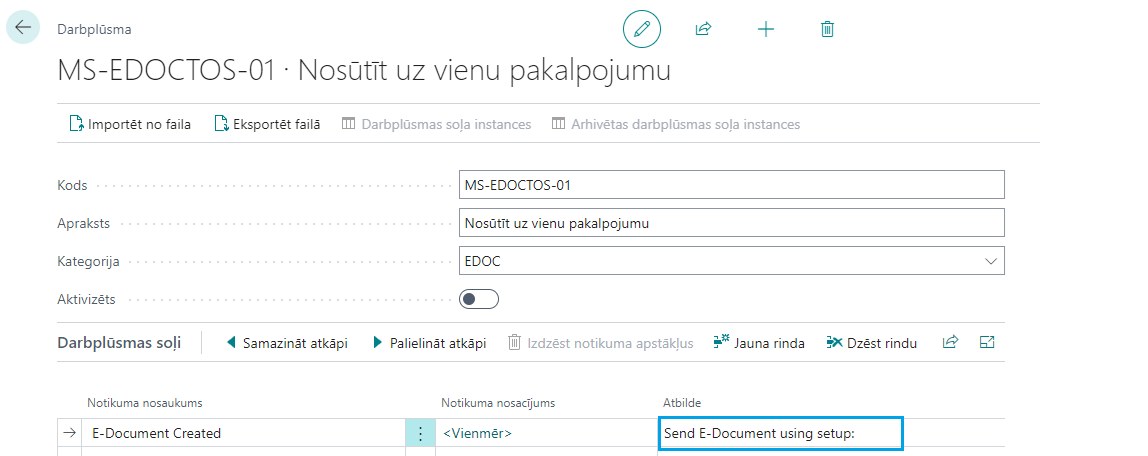 Darbplūsma
MS-EDOCTOS-01 · Nosūtīt uz vienu pakalpojumu
Importēt no faila Eksportēt failā Darbplūsmas soļa instances Arhivētas darbplūsmas soļa instances
Kods MS-EDOCTOS-01
Apraksts Nosūtīt uz vienu pakalpojumu
Kategorija EDOC
Aktivizēts
Darbplūsmas soļi Samazināt atkāpi Palielināt atkāpi Izdzēst notikuma apstākļus Jauna rinda Dzēst rindu
Notikuma nosaukums Notikuma nosacījums Atbilde
E-Document Created <Vienmēr> Send E-Document using setup: